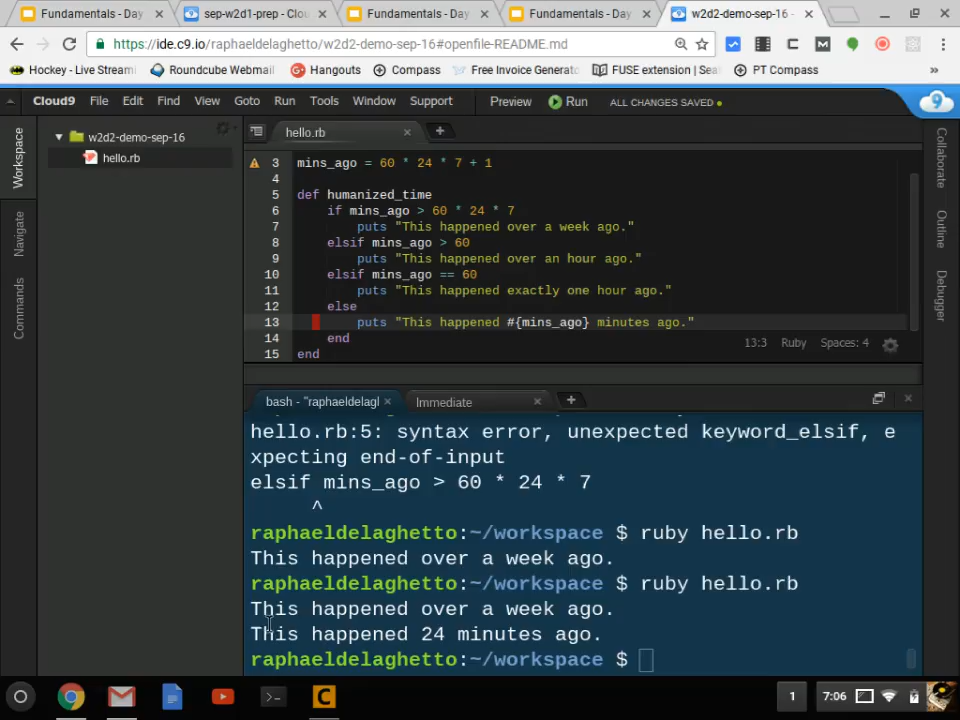 Fundamentals - Day
sep-w2d1-prep - Clou
Fundamentals - Day
Fundamentals - Day
w2d2-demo-sep-16 -
https://ide.c9.io/raphaeldelaghetto/w2d2-demo-sep-16#openfile-README.md
Hockey - Live Streami
Roundcube Webmail
Hangouts
Compass
Free Invoice Generato
FUSE extension | Sea
PT Compass
»
Cloud9 File Edit Find View Goto Run Tools Window Support Preview Run ALL CHANGES SAVED
Workspace
Navigate
Commands
w2d2-demo-sep-16
hello.rb
hello.rb
3 mins_ago = 60 * 24 * 7 + 1
4
5 def humanized_time
6 if mins_ago > 60 * 24 * 7
7 puts "This happened over a week ago."
8 elsif mins_ago > 60
9 puts "This happened over an hour ago."
10 elsif mins_ago == 60
11 puts "This happened exactly one hour ago."
12 else
13 puts "This happened #{mins_ago} minutes ago."
14 end
15 end
13:3 Ruby Spaces: 4
Collaborate
Outline
Debugger
bash - "raphaeldelagl
Immediate
hello.rb:5: syntax error, unexpected keyword_elsif, e
xpecting end-of-input
elsif mins_ago > 60 * 24 * 7
^
raphaeldelaghetto:~/workspace $ ruby hello.rb
This happened over a week ago.
raphaeldelaghetto:~/workspace $ ruby hello.rb
This happened over a week ago.
This happened 24 minutes ago.
raphaeldelaghetto:~/workspace $
1
7:06